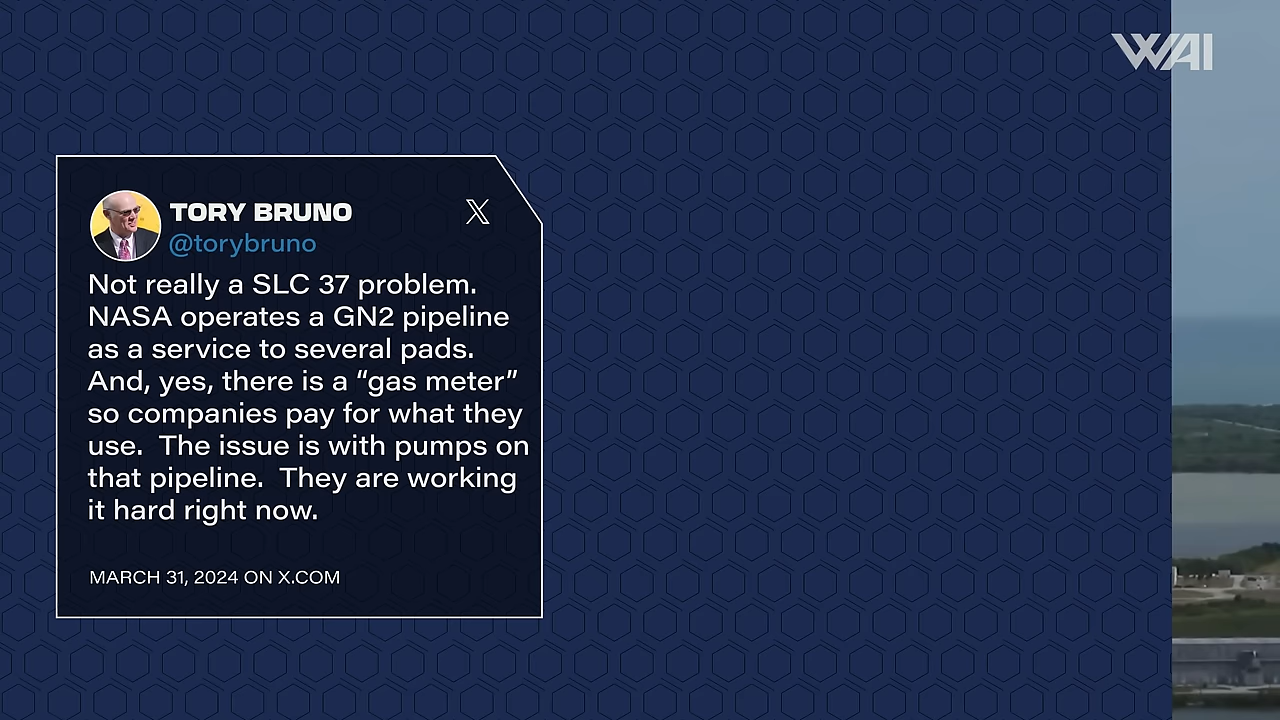 WAI
TORY BRUNO
@torybruno
Not really a SLC 37 problem.
NASA operates a GN2 pipeline
as a service to several pads.
And, yes, there is a “gas meter”
so companies pay for what they
use.  The issue is with pumps on
that pipeline.  They are working
it hard right now.
MARCH 31, 2024 ON X.COM